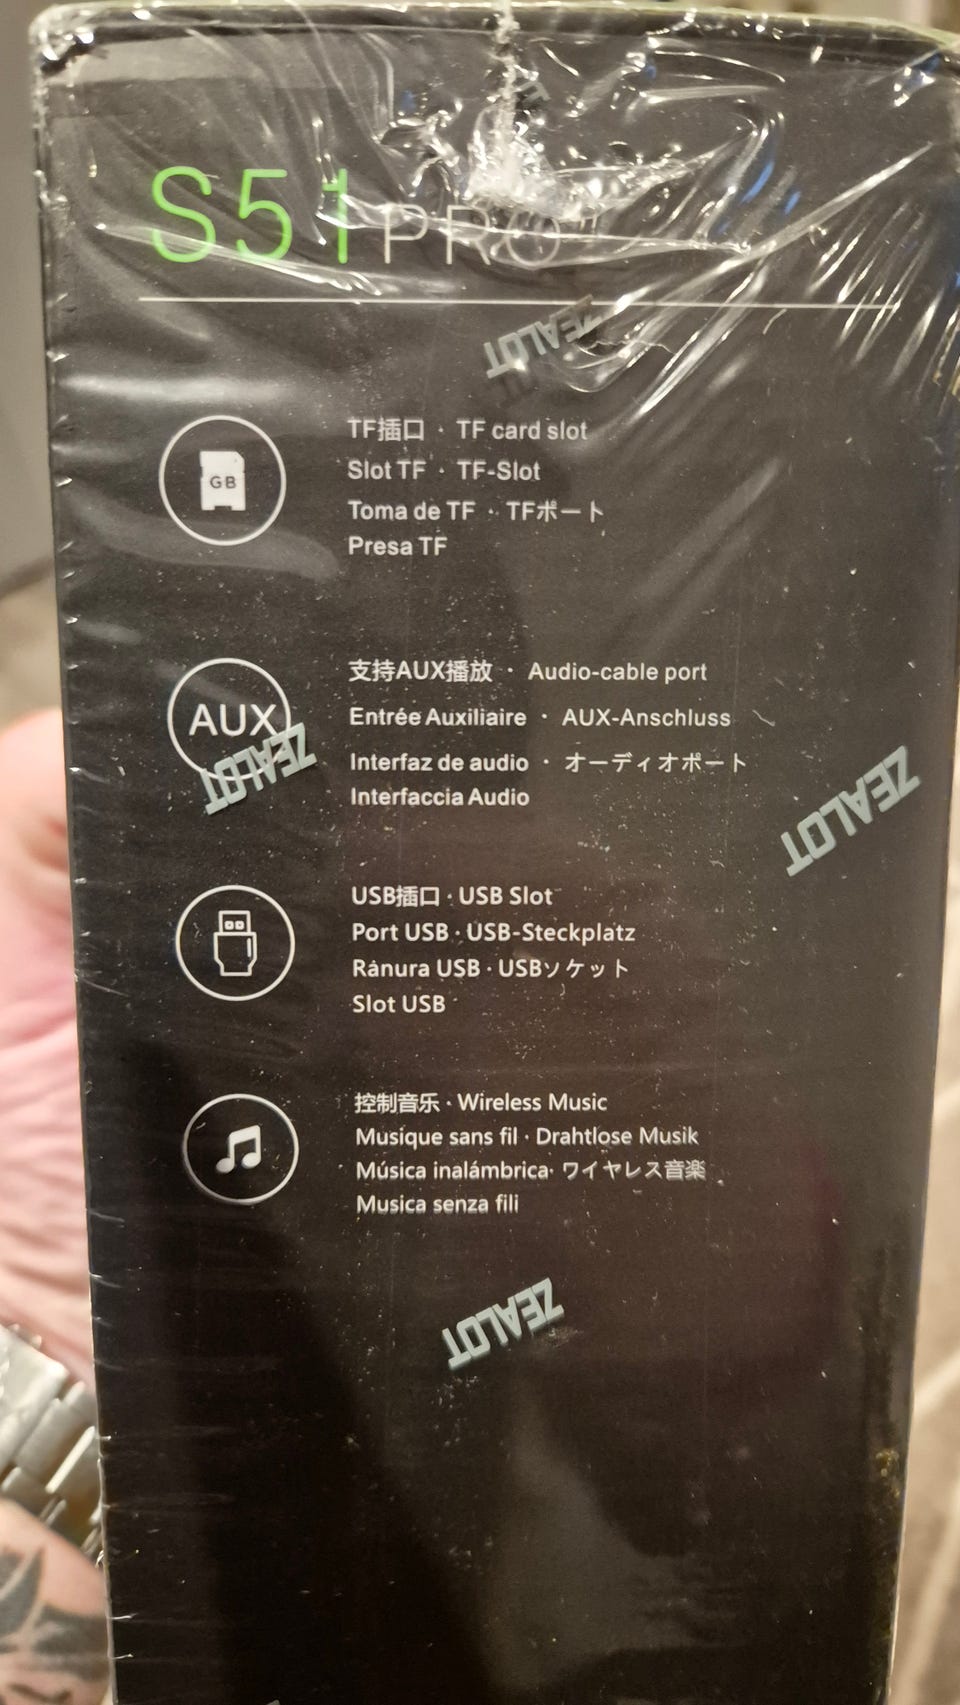 S51 PRO
ZEALOT
TF插口 · TF card slot
GB
Slot TF · TF-Slot
Toma de TF · TFポート
Presa TF
支持AUX播放 · Audio-cable port
AUX
Entrée Auxiliaire · AUX-Anschluss
ZEALOT
Interfaz de audio · オーディオポート
ZEALOT
Interfaccia Audio
USB插口 · USB Slot
Port USB · USB-Steckplatz
Ránura USB · USBソケット
Slot USB
控制音乐 · Wireless Music
Musique sans fil · Drahtlose Musik
Música inalámbrica· ワイヤレス音楽
Musica senza fili
ZEALOT